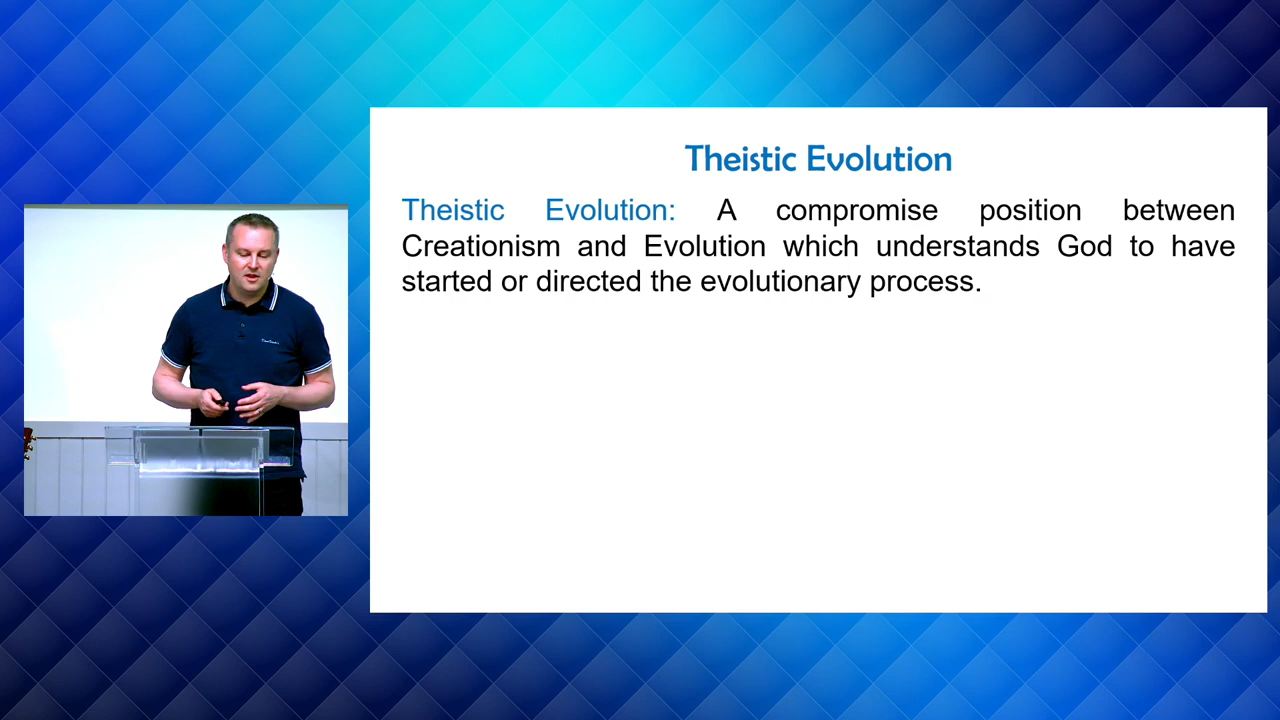 Theistic Evolution
Theistic Evolution: A compromise position between
Creationism and Evolution which understands God to have
started or directed the evolutionary process.